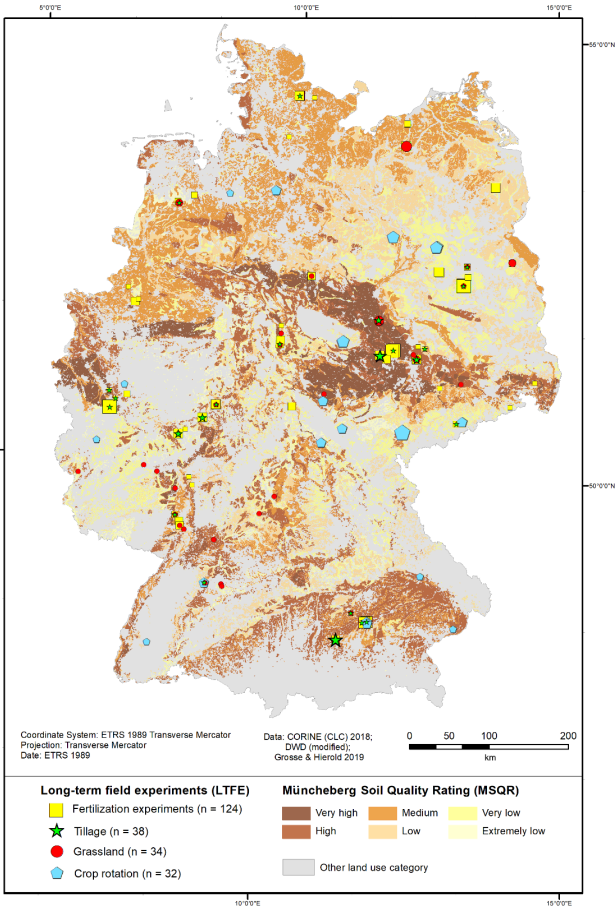 5°0'0"E
10°0'0"E
15°0'0"E
55°0'0"N
50°0'0"N
Coordinate System: ETRS 1989 Transverse Mercator
Projection: Transverse Mercator
Date: ETRS 1989
Data: CORINE (CLC) 2018;
DWD (modified);
Grosse & Hierold 2019
0 50 100 200
km
Long-term field experiments (LTFE)
Fertilization experiments (n = 124)
Tillage (n = 38)
Grassland (n = 34)
Crop rotation (n = 32)
Müncheberg Soil Quality Rating (MSQR)
Very high
Medium
Very low
High
Low
Extremely low
Other land use category
10°0'0"E
15°0'0"E